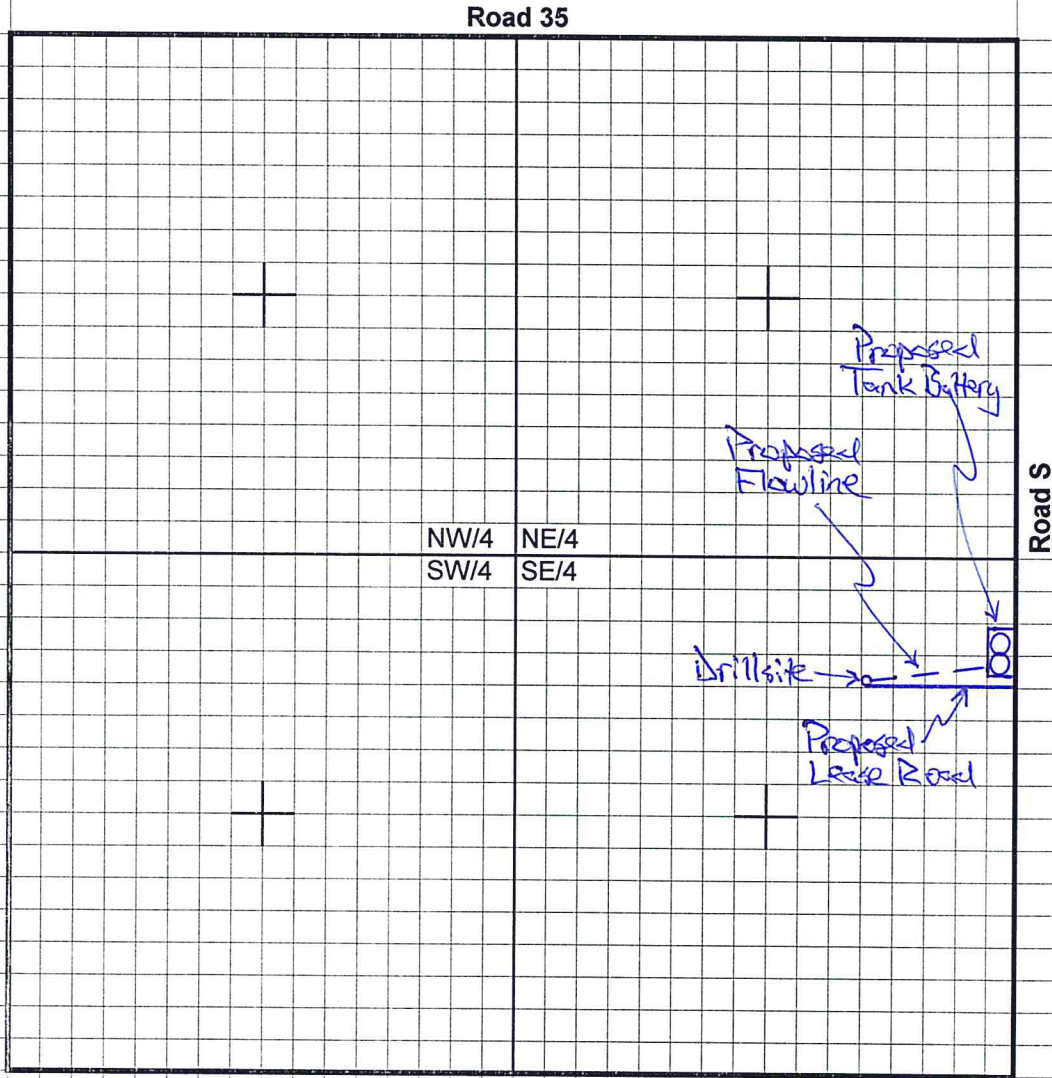 Road 35
Proposed
Tank Battery
Proposed
Flowline
Road S
NW/4 NE/4
SW/4 SE/4
Drillsite
Proposed
Lease Road